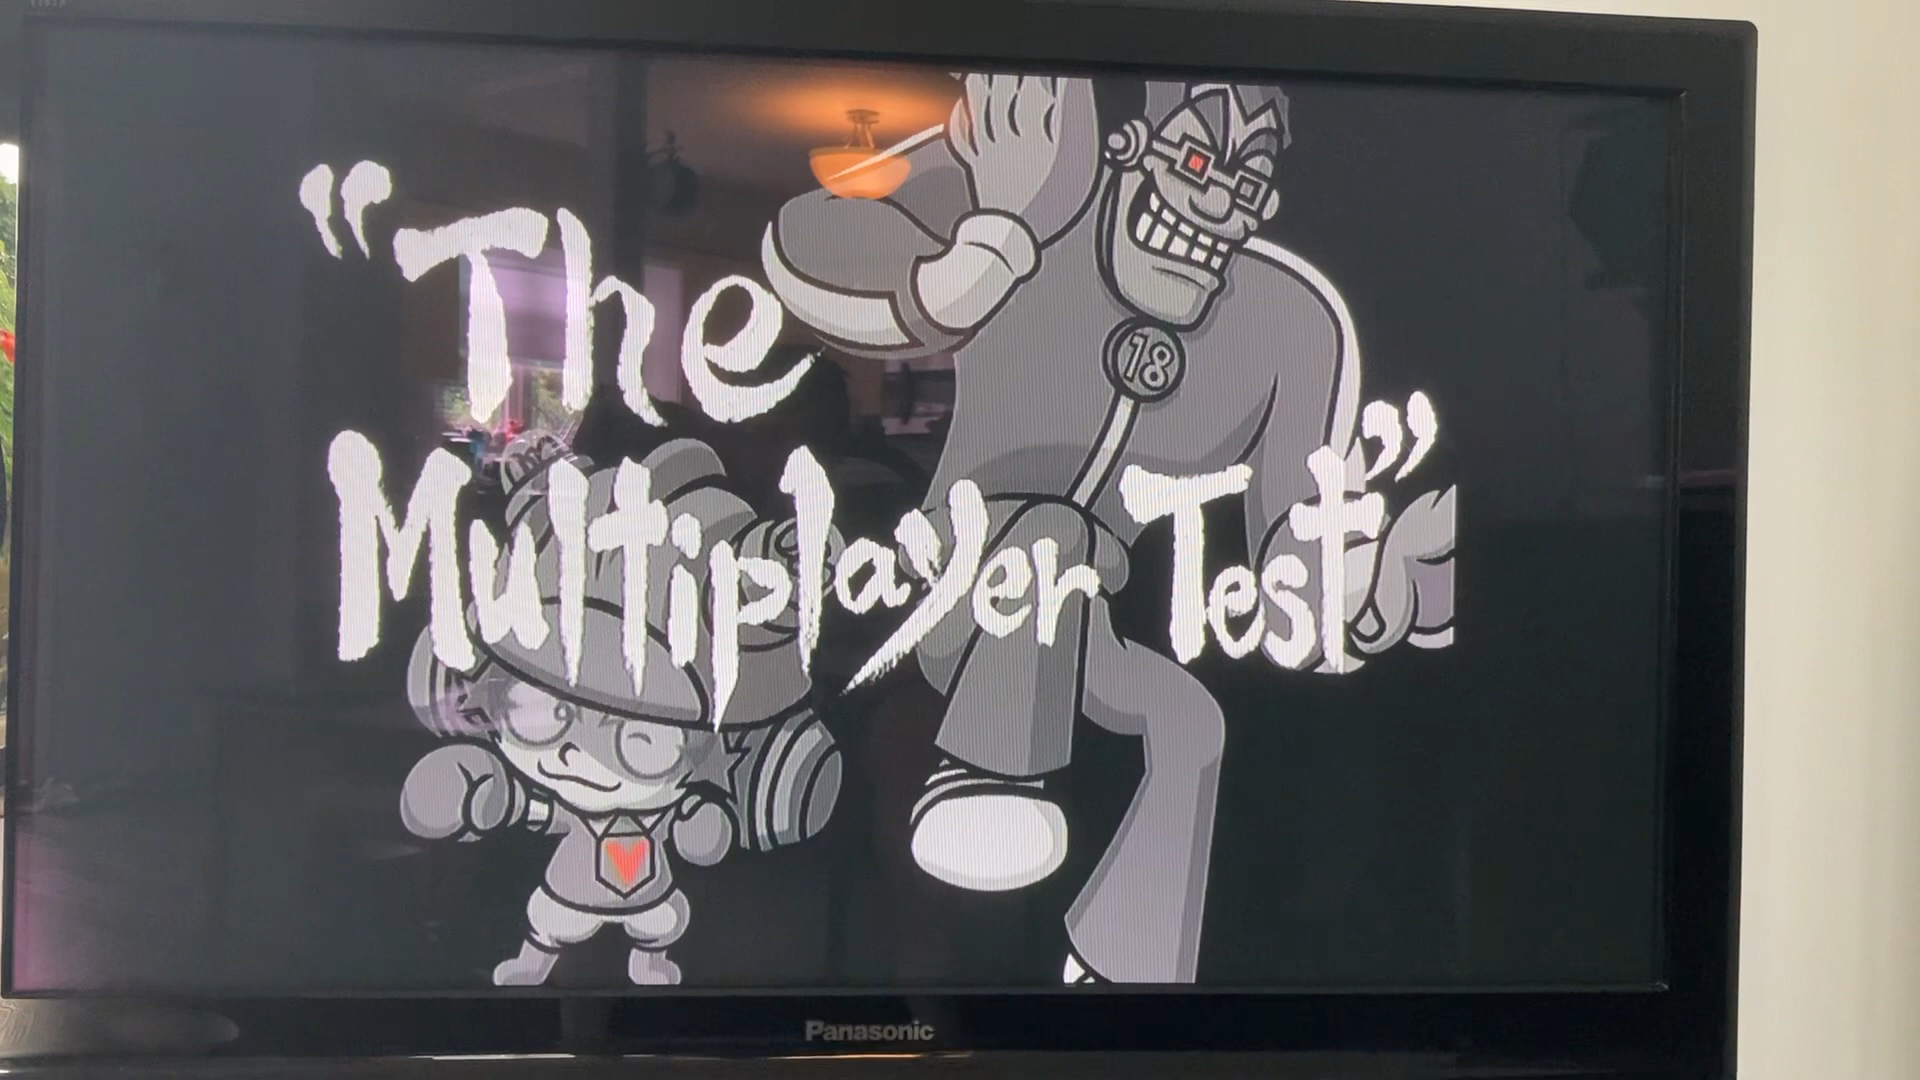 “The
18
Multiplayer Test”
Panasonic